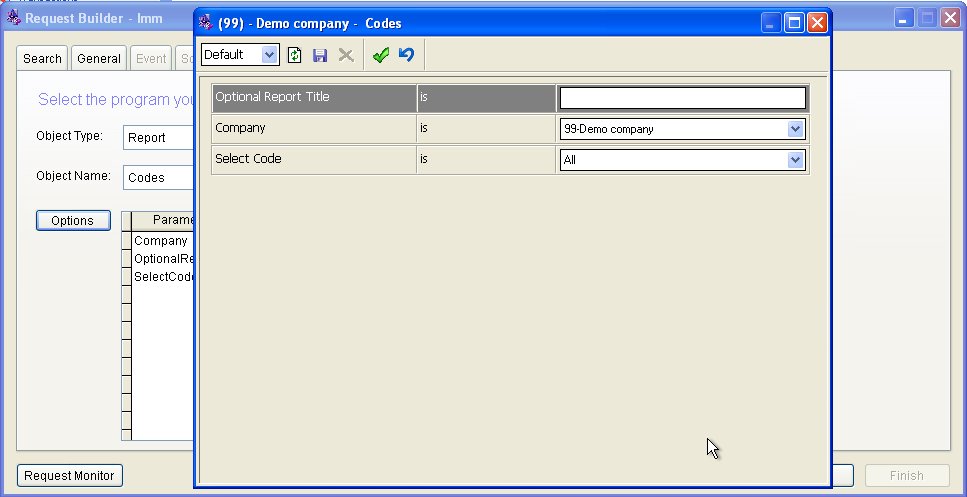 Request Builder - Imm
(99) - Demo company - Codes
Default
Search
General
Event
Select the program you
Object Type:
Report
Object Name:
Codes
Options
Parame
Company
OptionalRe
SelectCode
Optional Report Title is
Company is 99-Demo company
Select Code is All
Request Monitor
Finish